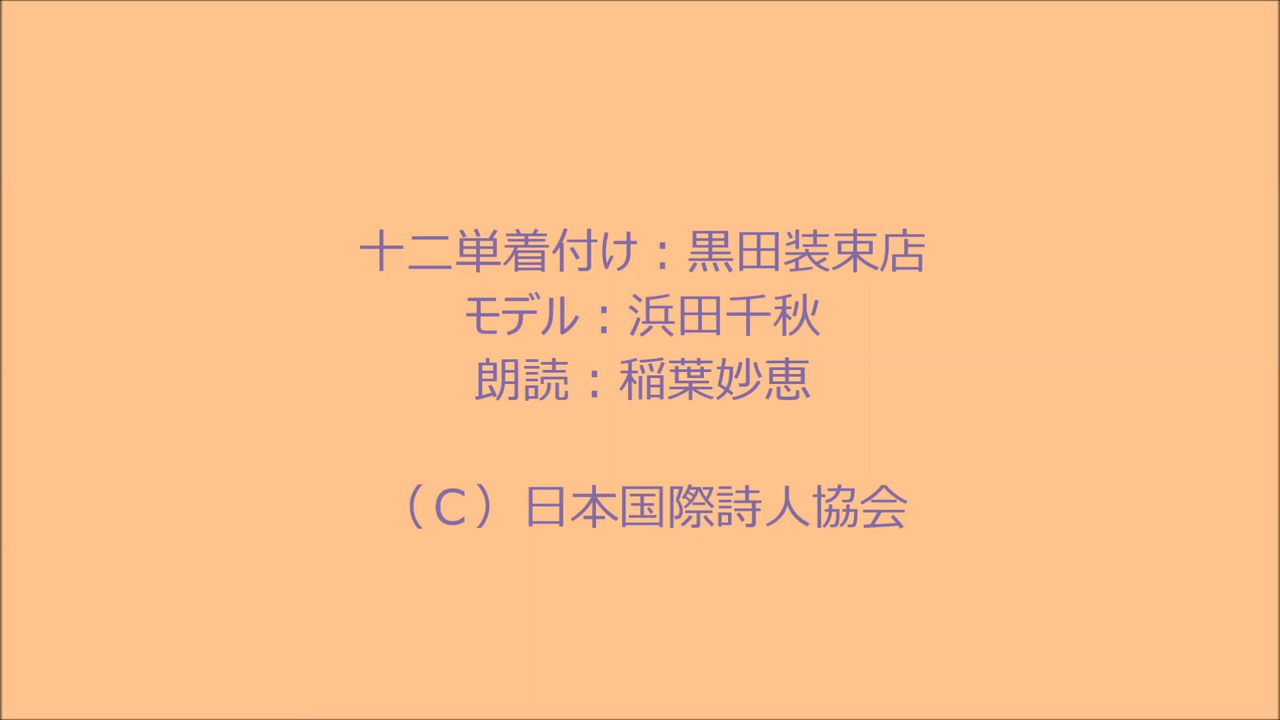 十二単着付け：黒田装束店
モデル：浜田千秋
朗読：稲葉妙恵
（Ｃ）日本国際詩人協会